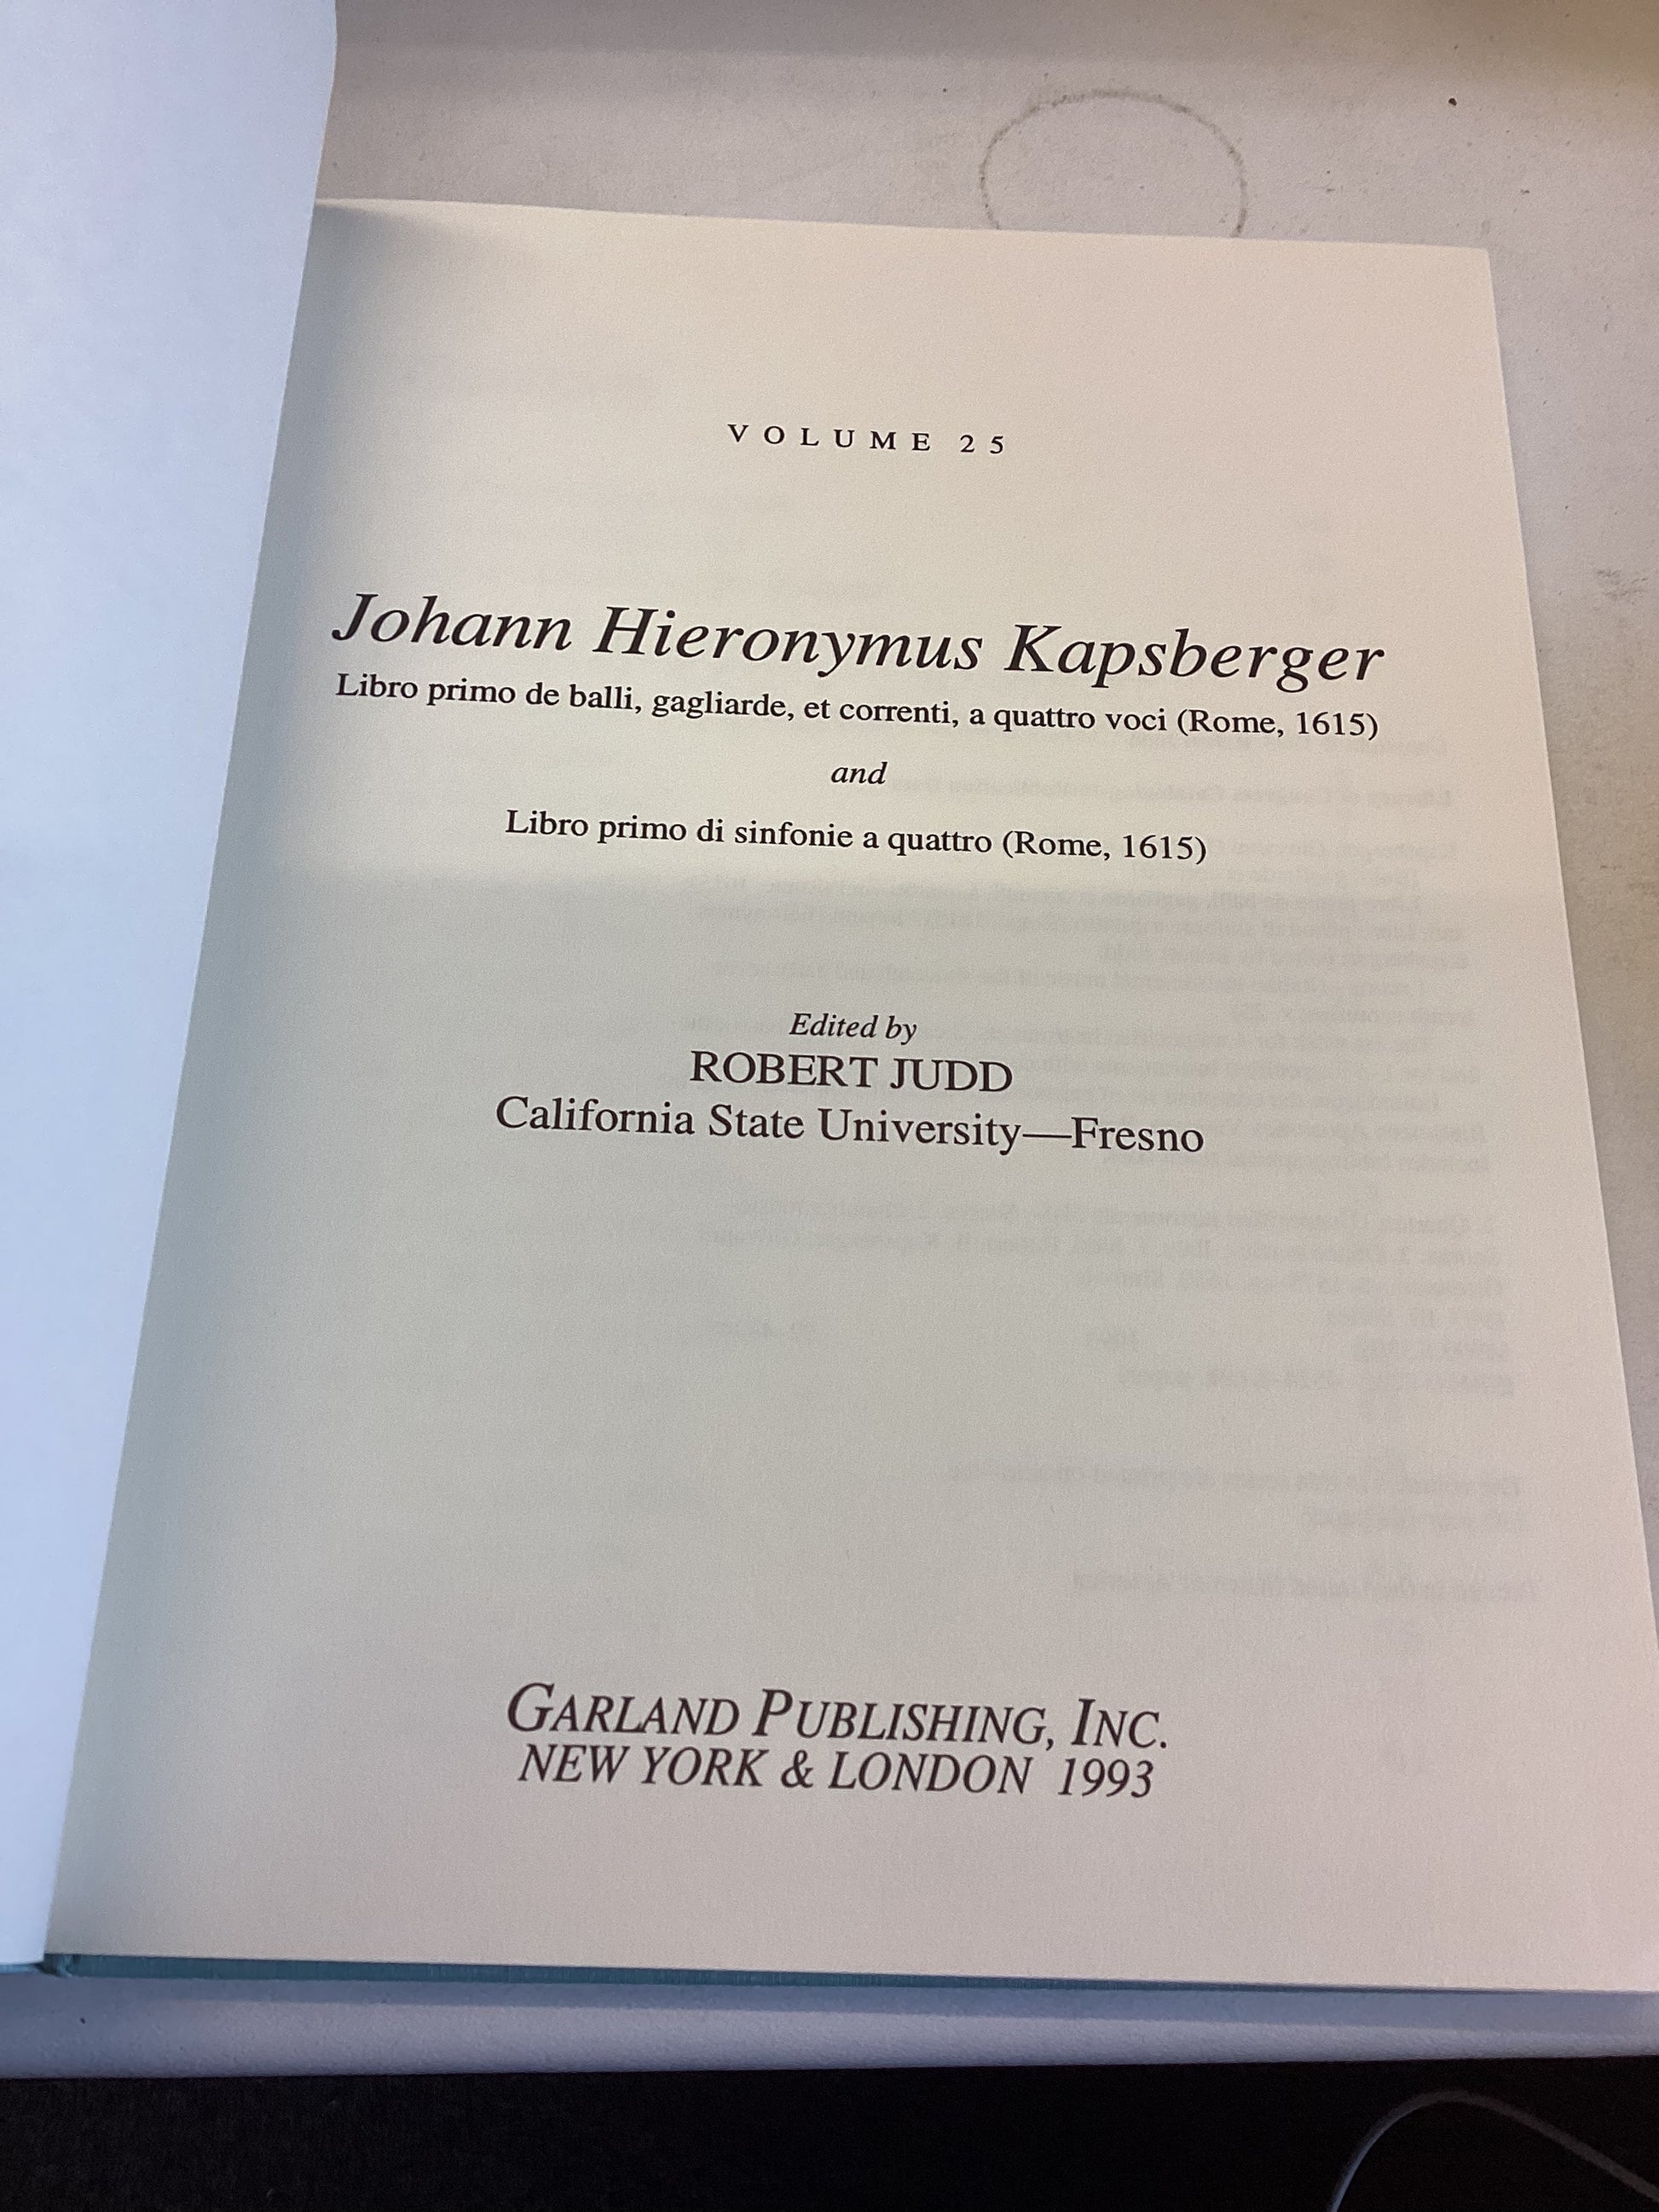 VOLUME 25
Johann Hieronymus Kapsberger
Libro primo de balli, gagliarde, et correnti, a quattro voci (Rome, 1615)
and
Libro primo di sinfonie a quattro (Rome, 1615)
Edited by
ROBERT JUDD
California State University—Fresno
GARLAND PUBLISHING, INC.
NEW YORK & LONDON 1993